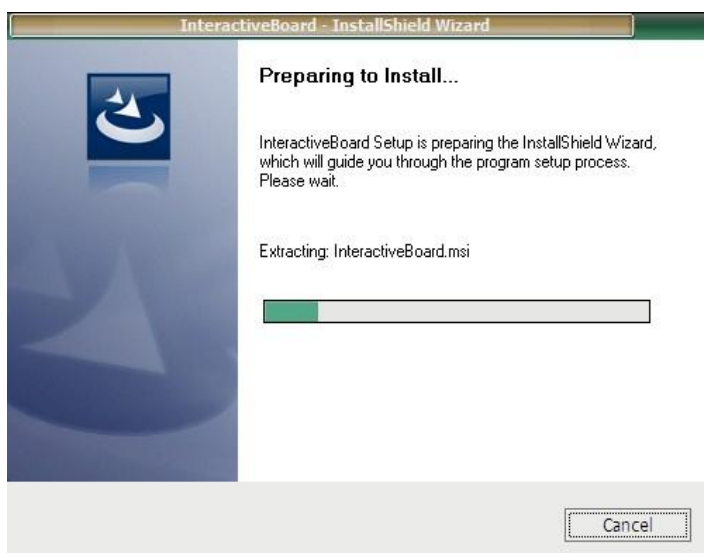 InteractiveBoard - InstallShield Wizard
Preparing to Install...
InteractiveBoard Setup is preparing the InstallShield Wizard,
which will guide you through the program setup process.
Please wait.
Extracting: InteractiveBoard.msi
Cancel